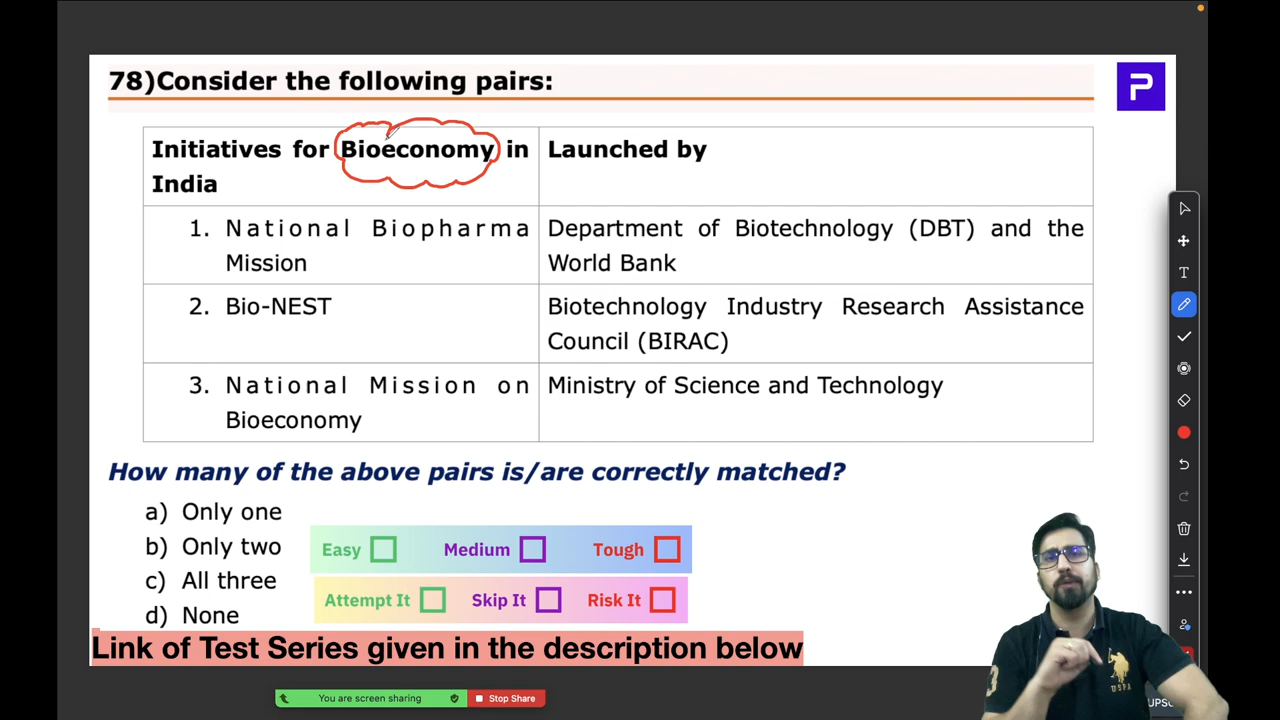 78)Consider the following pairs:
P
Initiatives for Bioeconomy in
India
Launched by
1. National Biopharma
Mission
Department of Biotechnology (DBT) and the
World Bank
2. Bio-NEST
Biotechnology Industry Research Assistance
Council (BIRAC)
3. National Mission on
Bioeconomy
Ministry of Science and Technology
How many of the above pairs is/are correctly matched?
a) Only one
b) Only two
c) All three
d) None
Easy Medium Tough
Attempt It Skip It Risk It
Link of Test Series given in the description below
You are screen sharing Stop Share
T
3
USPA
UPSC